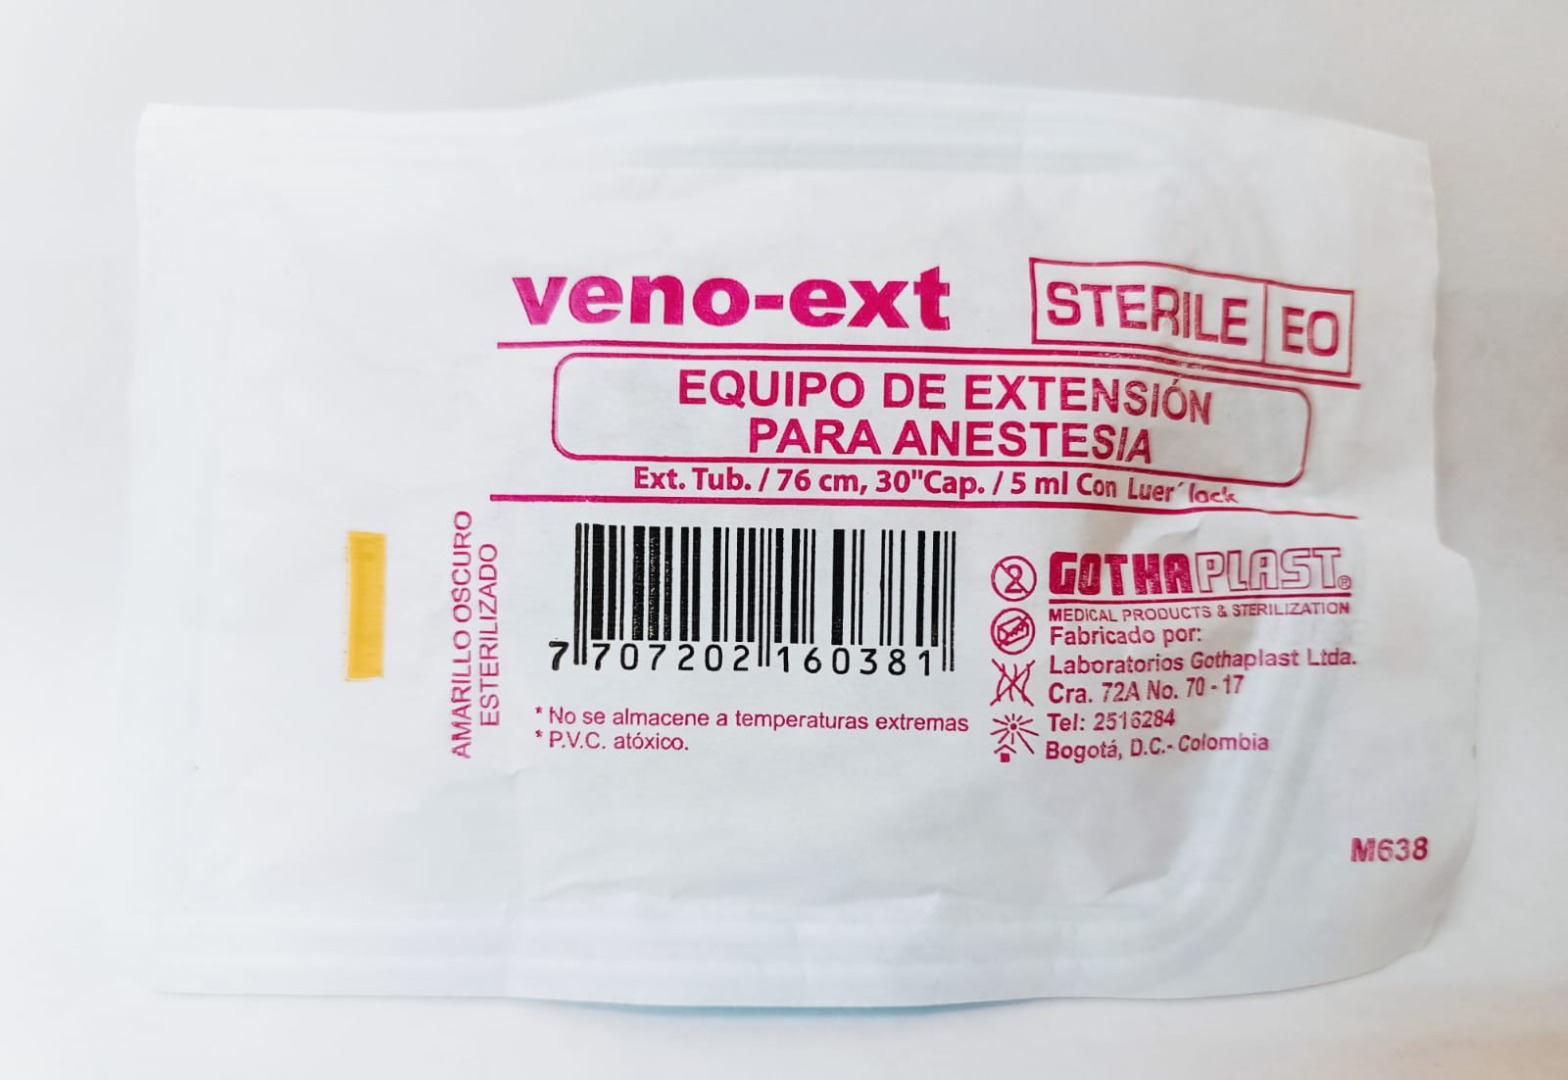 veno-ext
STERILE EO
EQUIPO DE EXTENSIÓN
PARA ANESTESIA
Ext. Tub. / 76 cm, 30"Cap. / 5 ml Con Luer´lock
AMARILLO OSCURO
ESTERILIZADO
7 707202 160381
* No se almacene a temperaturas extremas
* P.V.C. atóxico.
2
GOTHAPLAST®
MEDICAL PRODUCTS & STERILIZATION
Fabricado por:
Laboratorios Gothaplast Ltda.
Cra. 72A No. 70 - 17
Tel: 2516284
Bogotá, D.C.- Colombia
M638